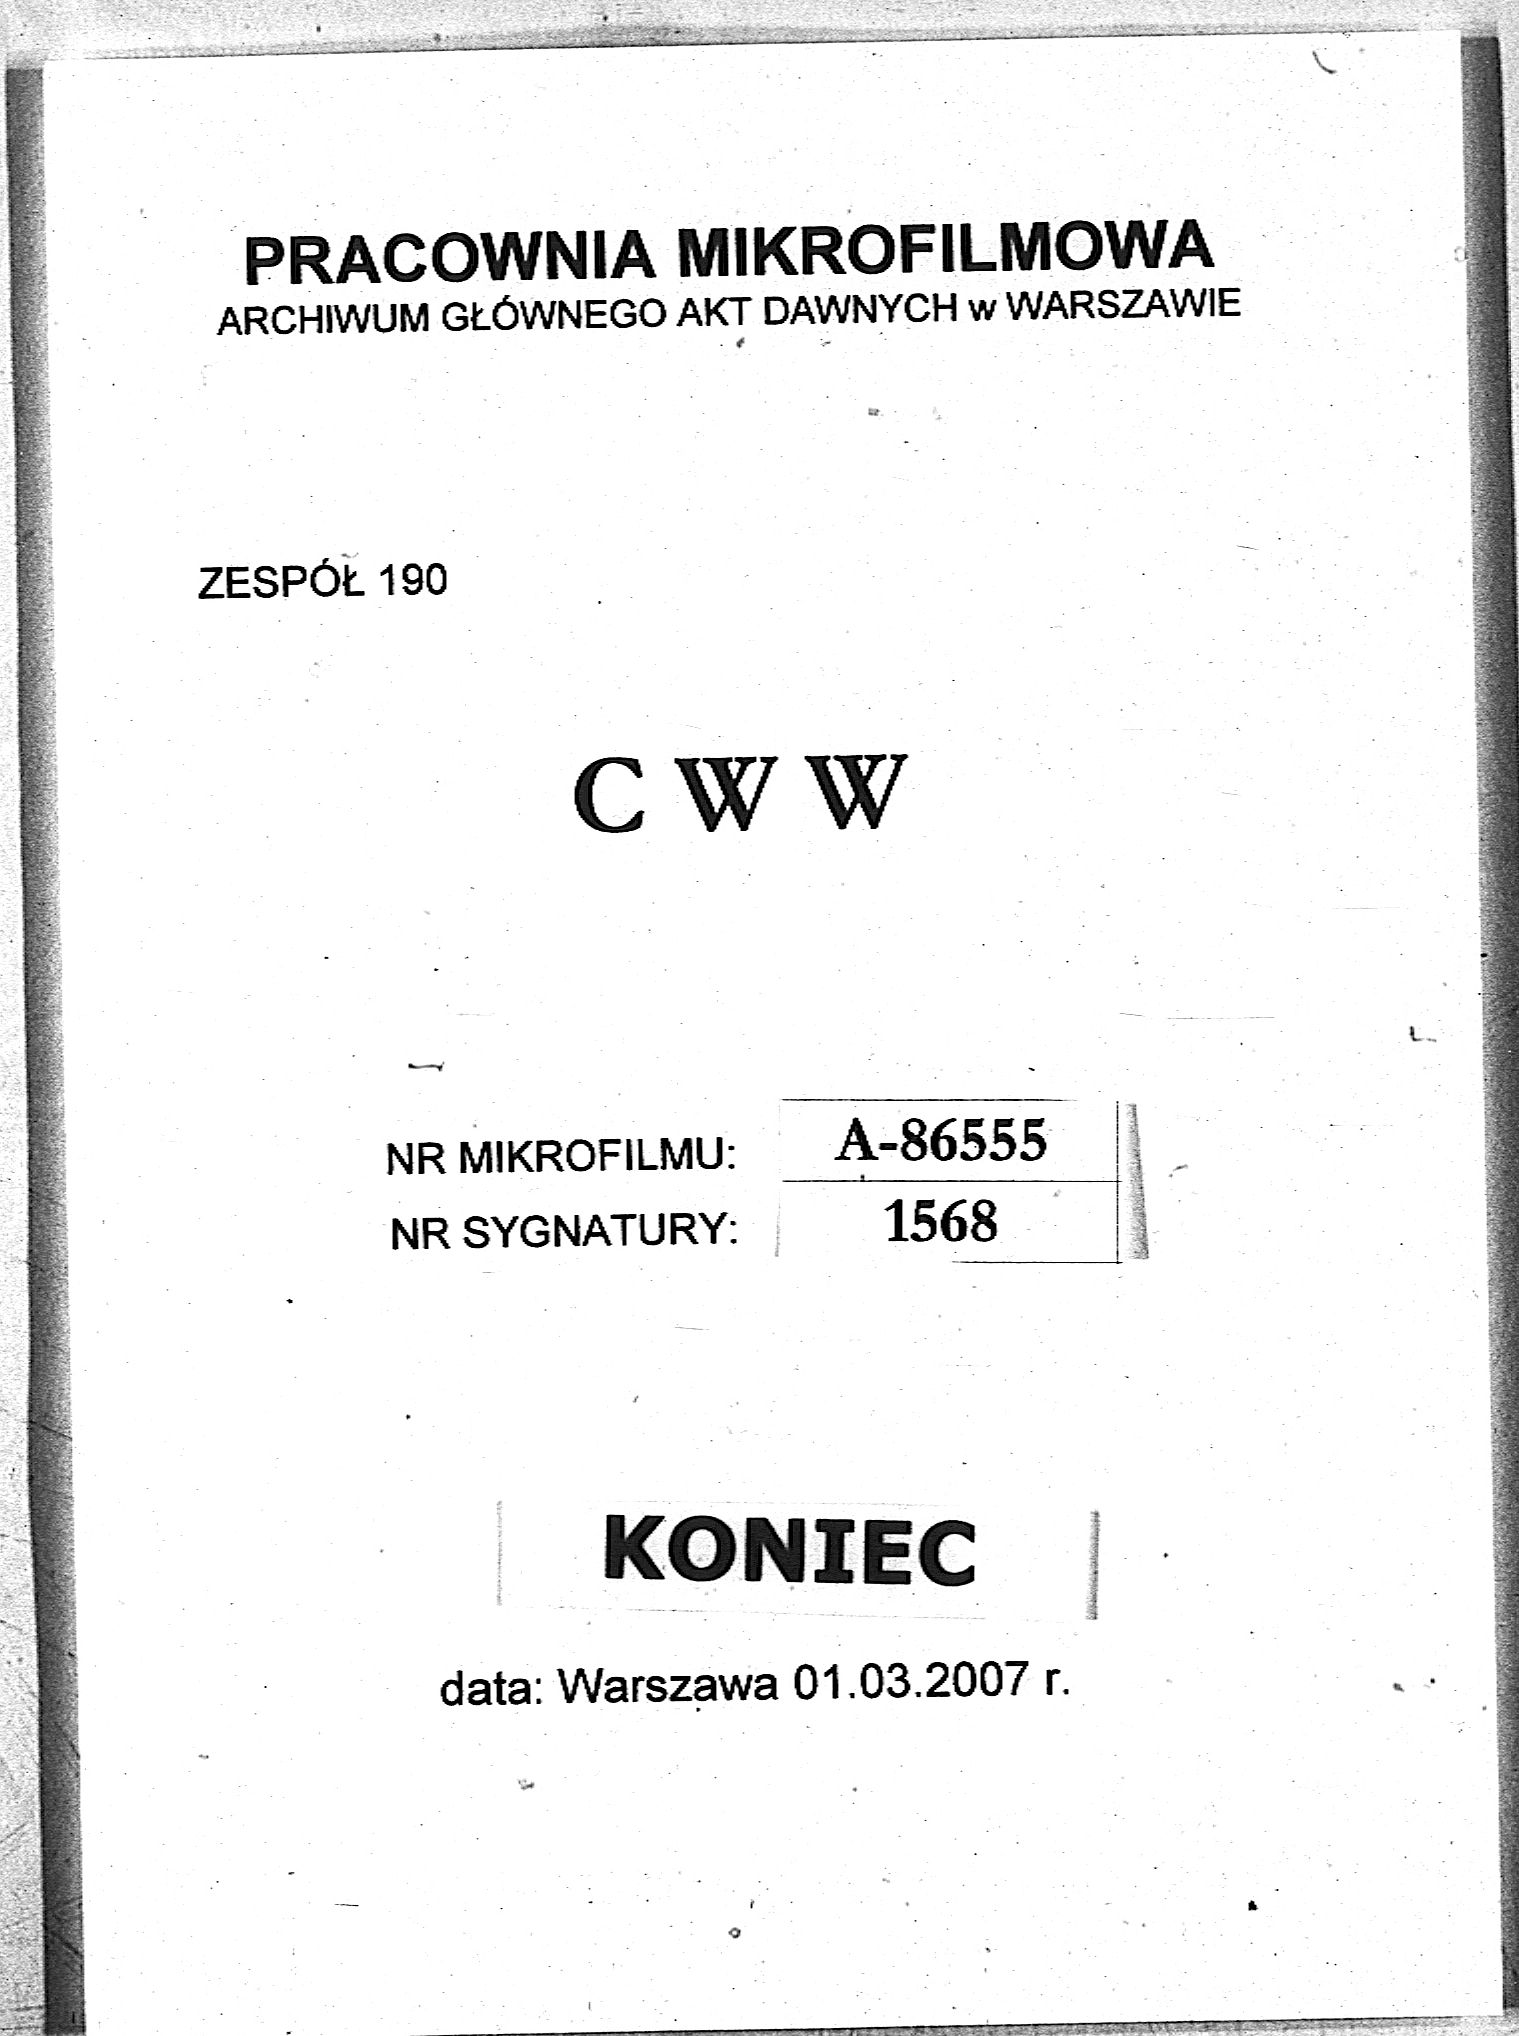 PRACOWNIA MIKROFILMOWA
ARCHIWUM GŁÓWNEGO AKT DAWNYCH w WARSZAWIE
ZESPÓŁ 190
C W W
NR MIKROFILMU: A-86555
NR SYGNATURY: 1568
KONIEC
data: Warszawa 01.03.2007 r.